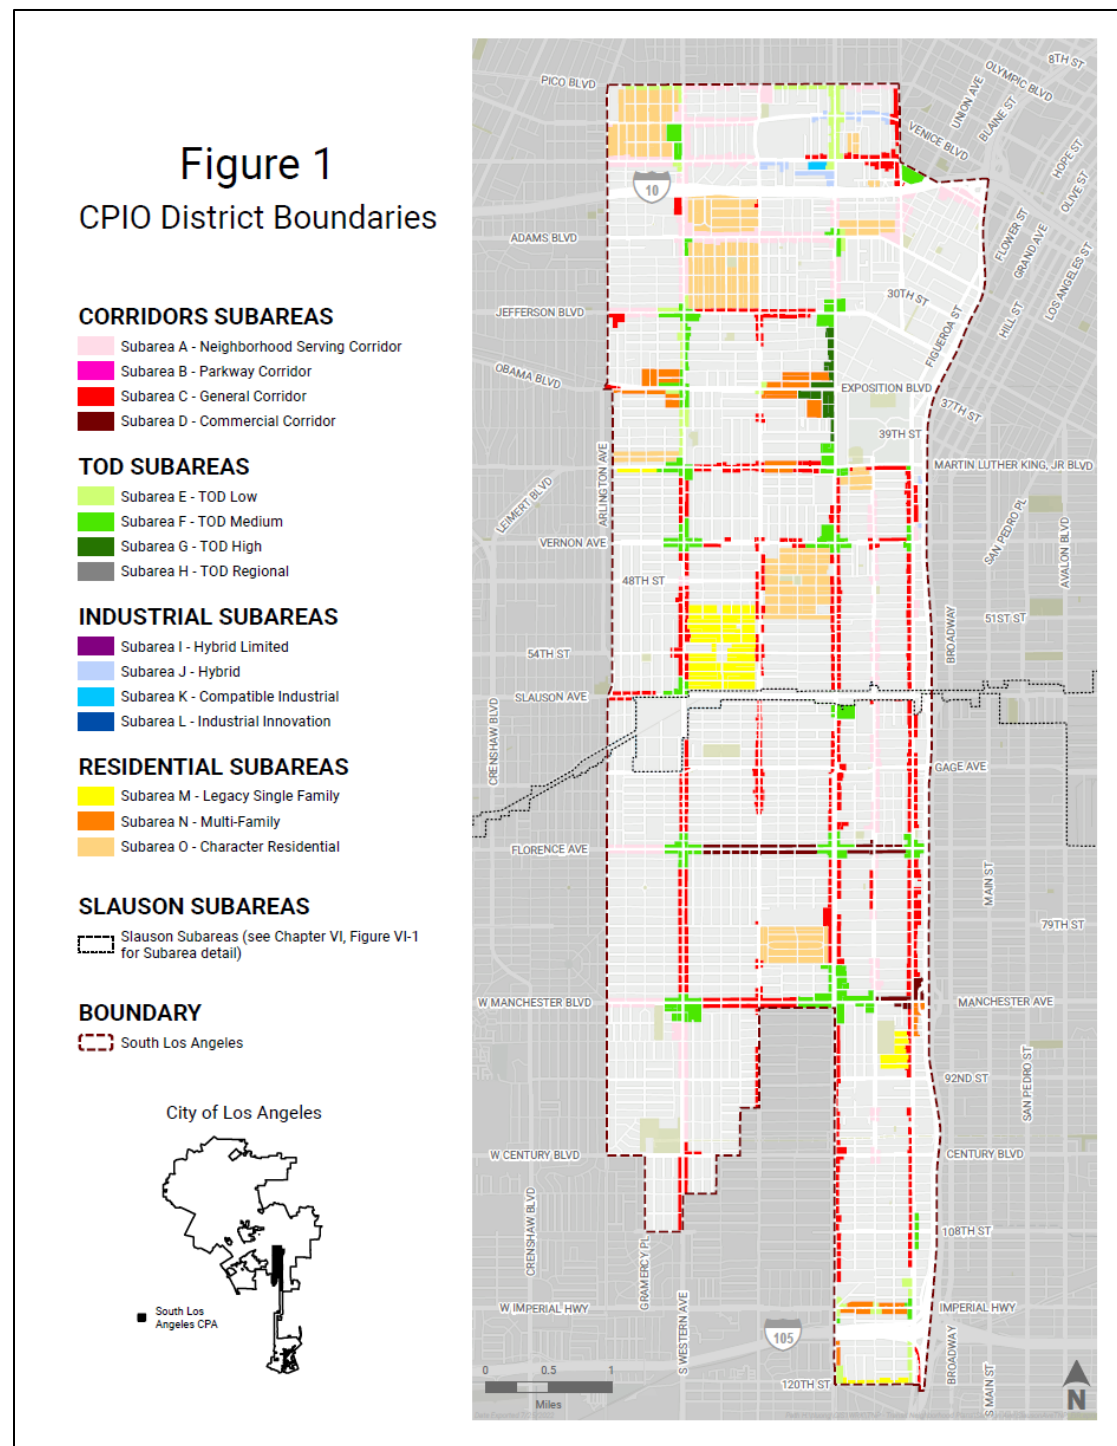 Figure 1
CPIO District Boundaries
CORRIDORS SUBAREAS
Subarea A - Neighborhood Serving Corridor
Subarea B - Parkway Corridor
Subarea C - General Corridor
Subarea D - Commercial Corridor
TOD SUBAREAS
Subarea E - TOD Low
Subarea F - TOD Medium
Subarea G - TOD High
Subarea H - TOD Regional
INDUSTRIAL SUBAREAS
Subarea I - Hybrid Limited
Subarea J - Hybrid
Subarea K - Compatible Industrial
Subarea L - Industrial Innovation
RESIDENTIAL SUBAREAS
Subarea M - Legacy Single Family
Subarea N - Multi-Family
Subarea O - Character Residential
SLAUSON SUBAREAS
Slauson Subareas (see Chapter VI, Figure VI-1
for Subarea detail)
BOUNDARY
South Los Angeles
City of Los Angeles
South Los
Angeles CPA
8TH ST
PICO BLVD
OLYMPIC BLVD
UNION AVE
BLAINE ST
VENICE BLVD
HOPE ST
OLIVE ST
10
FLOWER ST
GRAND AVE
LOS ANGELES ST
ADAMS BLVD
30TH ST
HILL ST
JEFFERSON BLVD
FIGUEROA ST
OBAMA BLVD
EXPOSITION BLVD
37TH ST
39TH ST
ARLINGTON AVE
MARTIN LUTHER KING, JR BLVD
LEIMERT BLVD
SAN PEDRO PL
AVALON BLVD
VERNON AVE
48TH ST
51ST ST
BROADWAY
54TH ST
SLAUSON AVE
CRENSHAW BLVD
GAGE AVE
FLORENCE AVE
MAIN ST
79TH ST
W MANCHESTER BLVD
MANCHESTER AVE
92ND ST
SAN PEDRO ST
W CENTURY BLVD
CENTURY BLVD
CRENSHAW BLVD
GRAMERCY PL
108TH ST
W IMPERIAL HWY
IMPERIAL HWY
S WESTERN AVE
105
BROADWAY
S MAIN ST
120TH ST
0 0.5 1
Miles
N